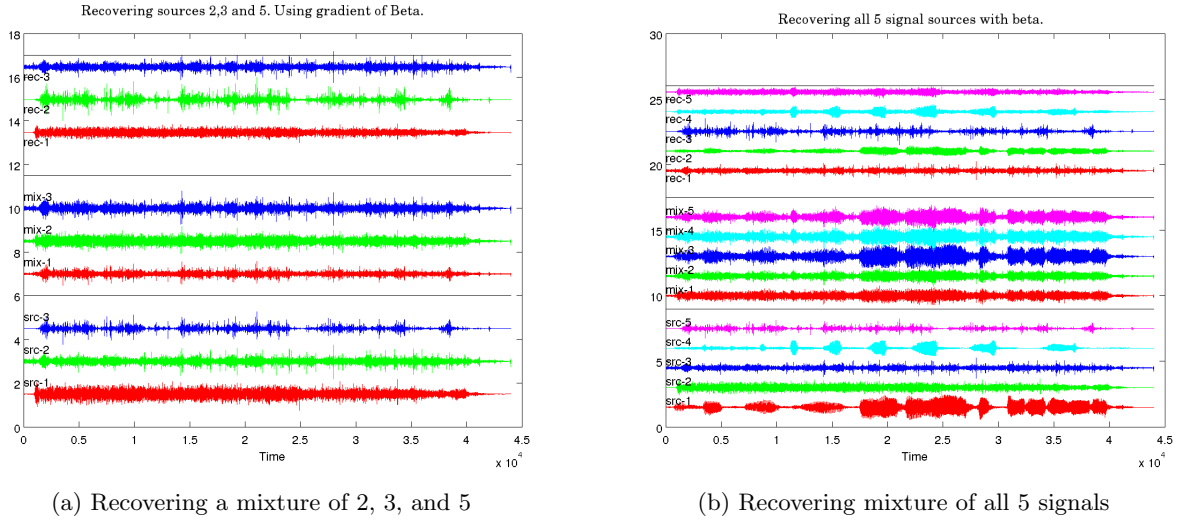 Recovering sources 2,3 and 5. Using gradient of Beta.
18
16
14
12
10
8
6
4
2
0
rec-3
rec-2
rec-1
mix-3
mix-2
mix-1
src-3
src-2
src-1
0
0.5
1
1.5
2
2.5
3
3.5
4
4.5
Time
x 10^4
(a) Recovering a mixture of 2, 3, and 5
Recovering all 5 signal sources with beta.
30
25
20
15
10
5
0
rec-5
rec-4
rec-3
rec-2
rec-1
mix-5
mix-4
mix-3
mix-2
mix-1
src-5
src-4
src-3
src-2
src-1
0
0.5
1
1.5
2
2.5
3
3.5
4
4.5
Time
x 10^4
(b) Recovering mixture of all 5 signals